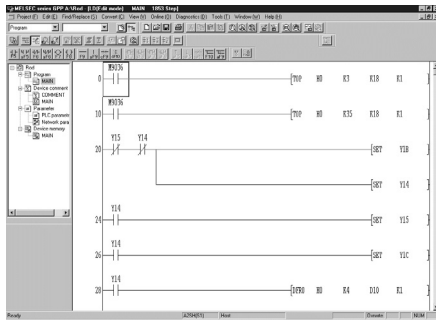 MELSEC series GPP A:\Rod [LD(Edit mode) MAIN 1853 Step]
Project(F) Edit(E) Find/Replace(S) Convert(C) View(V) Online(O) Diagnostics(D) Tools(T) Window(W) Help(H)
Program
Rod
Program
MAIN
Device comment
COMMENT
MAIN
Parameter
PLC parameter
Network para
Device memory
MAIN
M9036
0 [TOP H0 K3 K18 K1 ]
M9036
10 [TOP H0 K35 K18 K1 ]
Y15 Y14
20 [SET Y1B ]
[SET Y14 ]
Y14
24 [SET Y15 ]
Y14
26 [SET Y1C ]
Y14
28 [DFRO H0 K4 D10 K1 ]
Ready A2SH(S1) Host Ovrwrte NUM